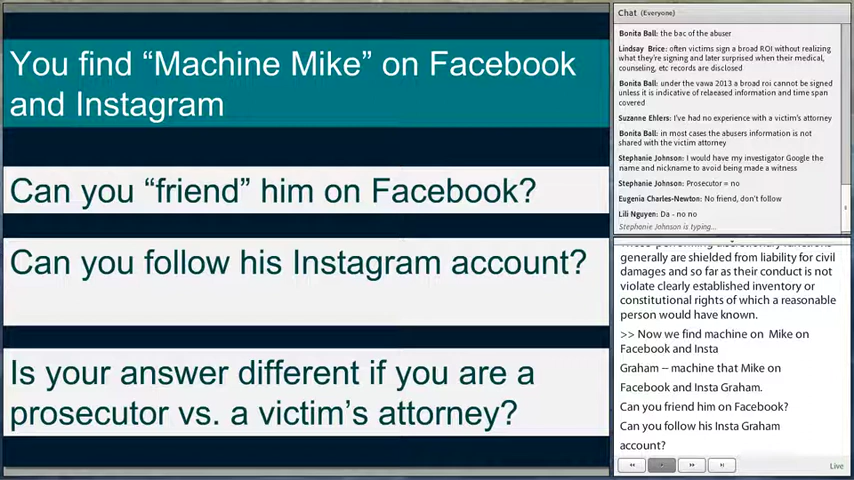 You find “Machine Mike” on Facebook
and Instagram
Can you “friend” him on Facebook?
Can you follow his Instagram account?
Is your answer different if you are a
prosecutor vs. a victim’s attorney?
Chat (Everyone)
Bonita Ball: the bac of the abuser
Lindsay Brice: often victims sign a broad ROI without realizing
what they're signing and later surprised when their medical,
counseling, etc records are disclosed
Bonita Ball: under the vawa 2013 a broad roi cannot be signed
unless it is indicative of relaeased information and time span
covered
Suzanne Ehlers: I've had no experience with a victim's attorney
Bonita Ball: in most cases the abusers information is not
shared with the victim attorney
Stephanie Johnson: I would have my investigator Google the
name and nickname to avoid being made a witness
Stephanie Johnson: Prosecutor = no
Eugenia Charles-Newton: No friend, don't follow
Lili Nguyen: Da - no no
Stephanie Johnson is typing...
generally are shielded from liability for civil
damages and so far as their conduct is not
violate clearly established inventory or
constitutional rights of which a reasonable
person would have known.
>> Now we find machine on Mike on
Facebook and Insta
Graham -- machine that Mike on
Facebook and Insta Graham.
Can you friend him on Facebook?
Can you follow his Insta Graham
account?
Live